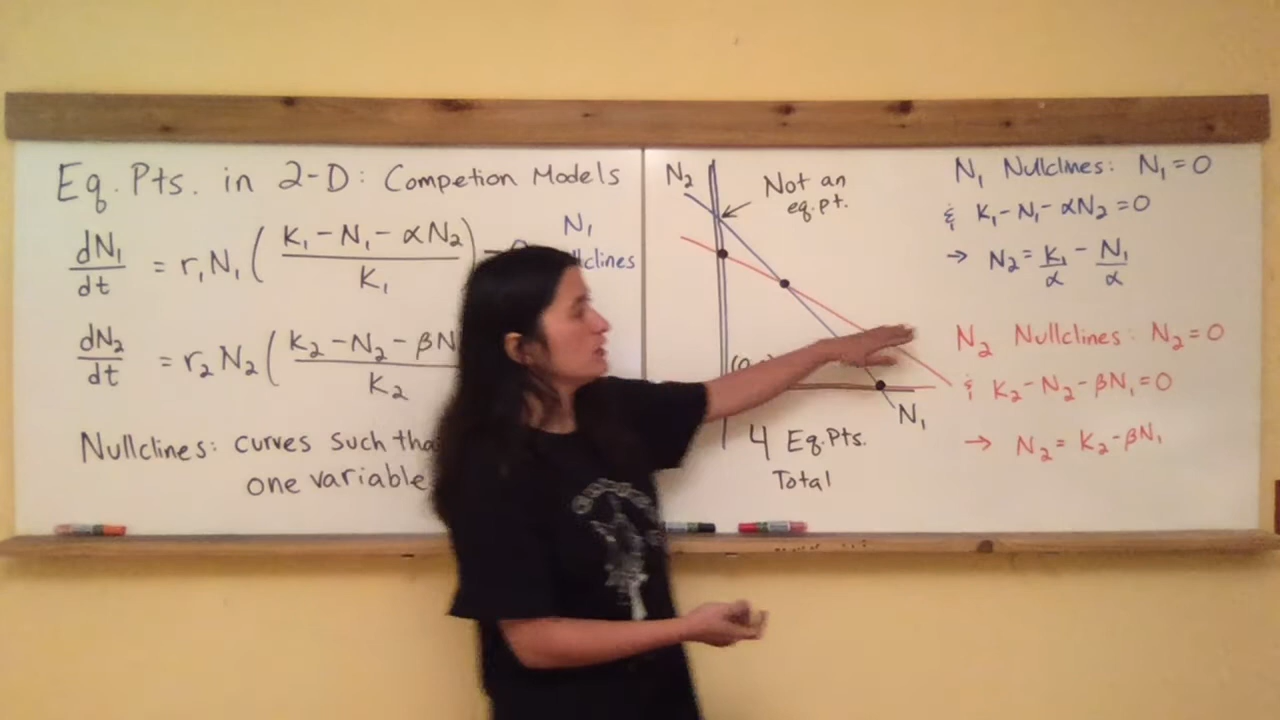 Eq. Pts. in 2-D: Competion Models
dN₁/dt = r₁N₁ ( (K₁ - N₁ - αN₂)/K₁ )
N₁
dN₂/dt = r₂N₂ ( (K₂ - N₂ - βN)/K₂
Nullclines: curves such
one variable
N₂
Not an
eq. pt.
N₁
4 Eq. Pts.
Total
N₁ Nullclines: N₁ = 0
& K₁ - N₁ - αN₂ = 0
→ N₂ = K₁/α - N₁/α
N₂ Nullclines: N₂ = 0
& K₂ - N₂ - βN₁ = 0
→ N₂ = K₂ - βN₁